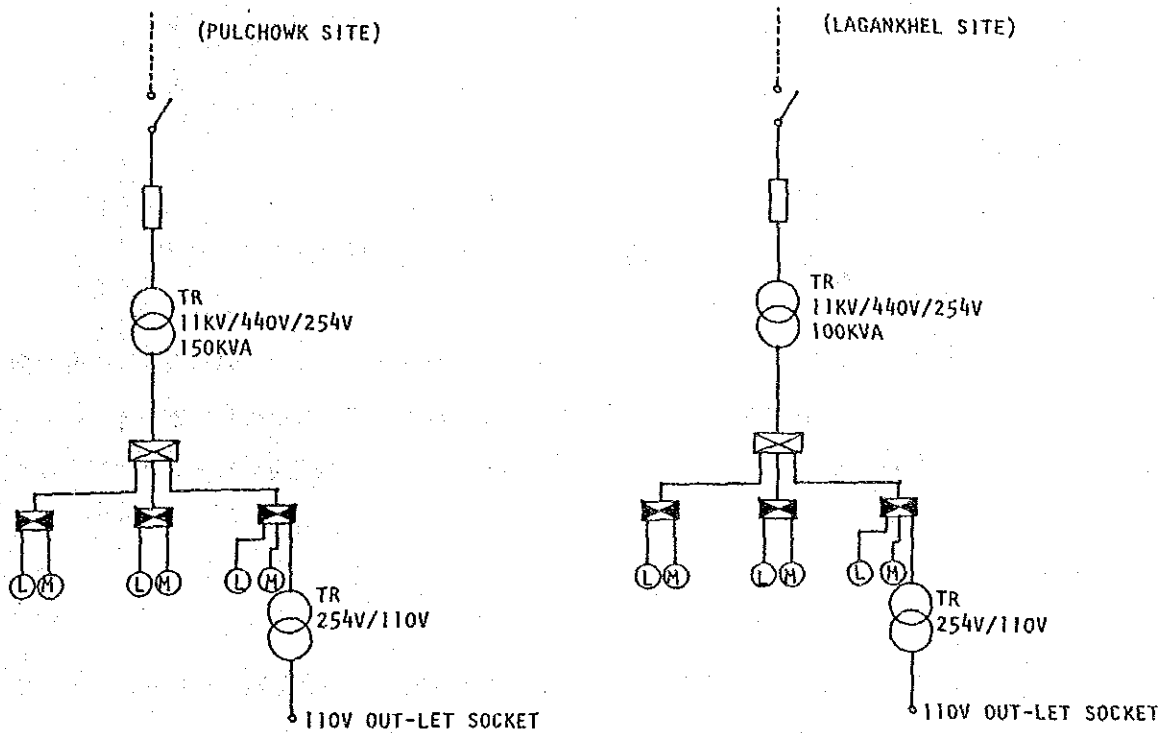 (PULCHOWK SITE)
TR
11KV/440V/254V
150KVA
L M
L M
L M
TR
254V/110V
110V OUT-LET SOCKET
(LAGANKHEL SITE)
TR
11KV/440V/254V
100KVA
L M
L M
L M
TR
254V/110V
110V OUT-LET SOCKET